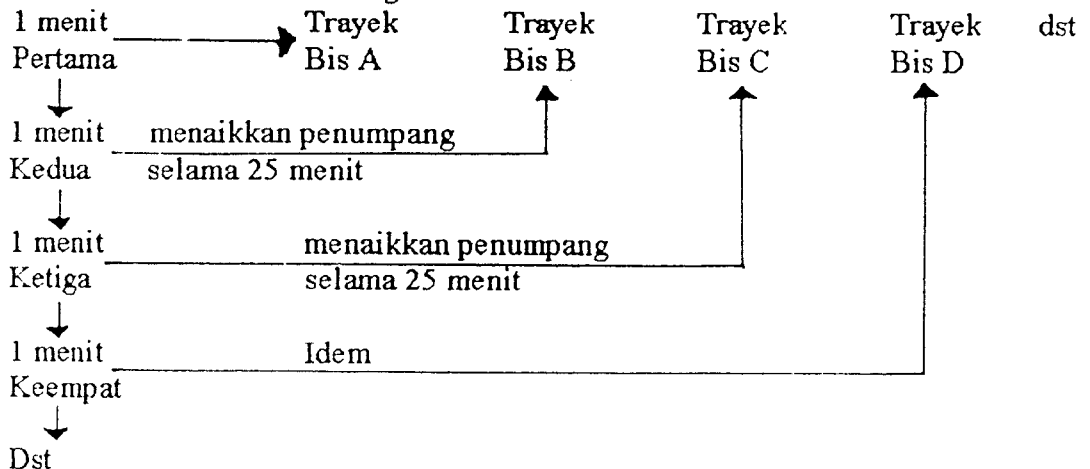 1 menit Trayek Trayek Trayek Trayek dst
Pertama Bis A Bis B Bis C Bis D
1 menit menaikkan penumpang
Kedua selama 25 menit
1 menit menaikkan penumpang
Ketiga selama 25 menit
1 menit Idem
Keempat
Dst